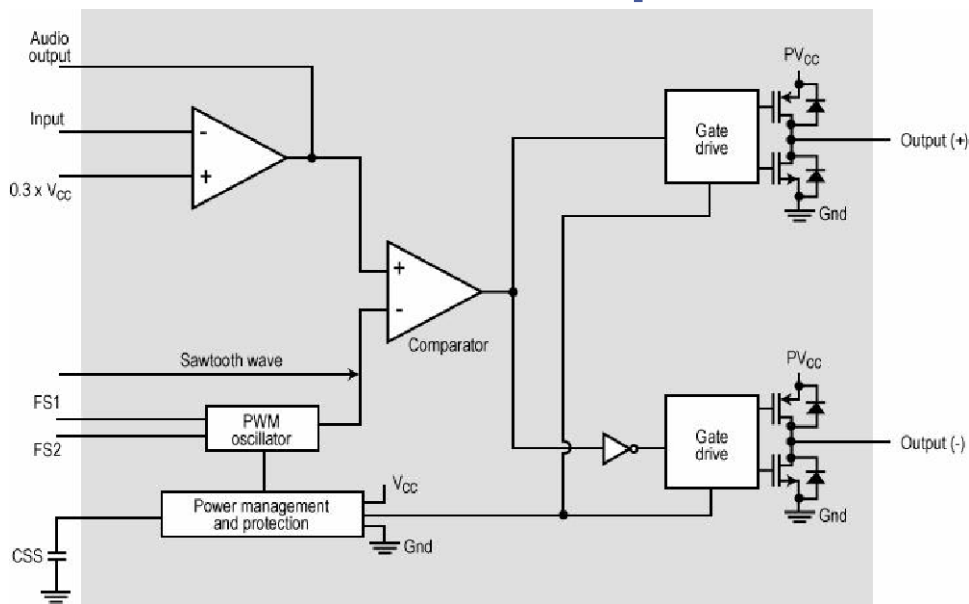 Audio
output
Input
0.3 x VCC
-
+
PVCC
Gate
drive
Output (+)
Gnd
+
-
Comparator
Sawtooth wave
FS1
FS2
PWM
oscillator
Power management
and protection
VCC
Gnd
CSS
PVCC
Gate
drive
Output (-)
Gnd